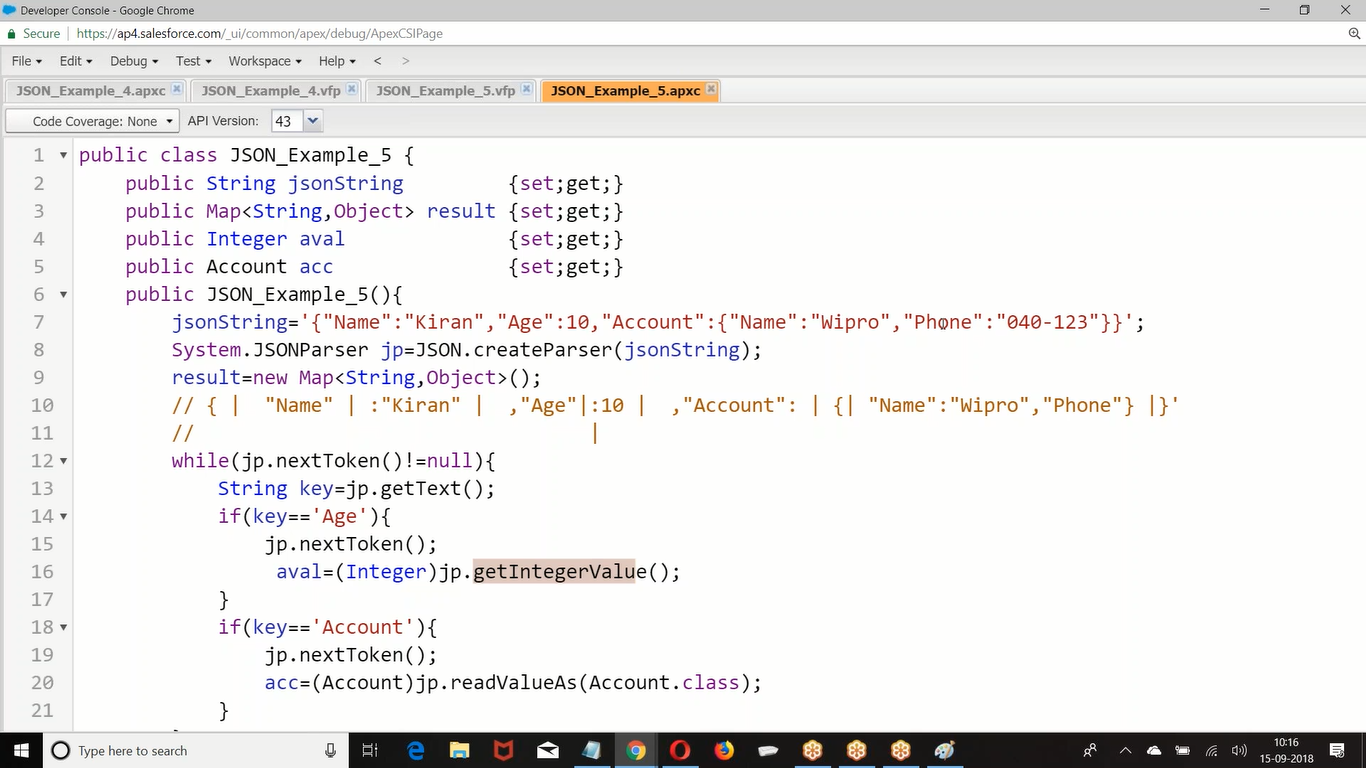 Developer Console - Google Chrome
Secure https://ap4.salesforce.com/_ui/common/apex/debug/ApexCSIPage
File Edit Debug Test Workspace Help < >
JSON_Example_4.apxc JSON_Example_4.vfp JSON_Example_5.vfp JSON_Example_5.apxc
Code Coverage: None API Version: 43
1 public class JSON_Example_5 {
2 public String jsonString {set;get;}
3 public Map<String,Object> result {set;get;}
4 public Integer aval {set;get;}
5 public Account acc {set;get;}
6 public JSON_Example_5(){
7 jsonString='{"Name":"Kiran","Age":10,"Account":{"Name":"Wipro","Phone":"040-123"}}';
8 System.JSONParser jp=JSON.createParser(jsonString);
9 result=new Map<String,Object>();
10 // { | "Name" | :"Kiran" | ,"Age"|:10 | ,"Account": | {| "Name":"Wipro","Phone"} |}'
11 // |
12 while(jp.nextToken()!=null){
13 String key=jp.getText();
14 if(key=='Age'){
15 jp.nextToken();
16 aval=(Integer)jp.getIntegerValue();
17 }
18 if(key=='Account'){
19 jp.nextToken();
20 acc=(Account)jp.readValueAs(Account.class);
21 }
Type here to search
10:16
15-09-2018